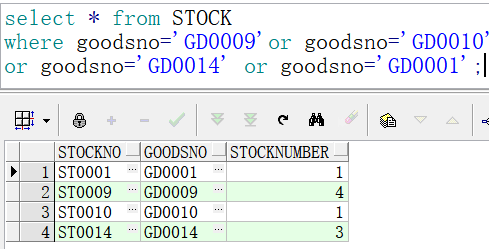 select * from STOCK
where goodsno='GD0009'or goodsno='GD0010'
or goodsno='GD0014' or goodsno='GD0001';
STOCKNO GOODSNO STOCKNUMBER
1 ST0001 ... GD0001 ... 1
2 ST0009 ... GD0009 ... 4
3 ST0010 ... GD0010 ... 1
4 ST0014 ... GD0014 ... 3